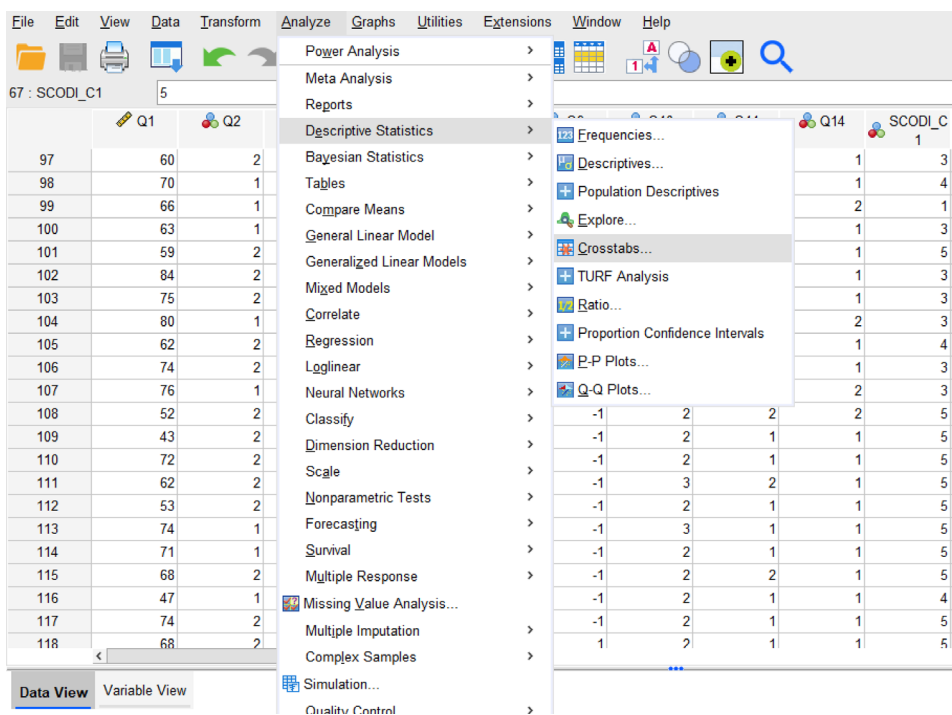 File Edit View Data Transform Analyze Graphs Utilities Extensions Window Help
67 : SCODI_C1 5
Q1 Q2 Q14 SCODI_C1
Power Analysis
Meta Analysis
Reports
Descriptive Statistics
Bayesian Statistics
Tables
Compare Means
General Linear Model
Generalized Linear Models
Mixed Models
Correlate
Regression
Loglinear
Neural Networks
Classify
Dimension Reduction
Scale
Nonparametric Tests
Forecasting
Survival
Multiple Response
Missing Value Analysis...
Multiple Imputation
Complex Samples
Simulation...
Quality Control
Frequencies...
Descriptives...
Population Descriptives
Explore...
Crosstabs...
TURF Analysis
Ratio...
Proportion Confidence Intervals
P-P Plots...
Q-Q Plots...
97 60 2 1 3
98 70 1 1 4
99 66 1 2 1
100 63 1 1 3
101 59 2 1 5
102 84 2 1 3
103 75 2 1 3
104 80 1 2 3
105 62 2 1 4
106 74 2 1 3
107 76 1 2 3
108 52 2 -1 2 2 2 5
109 43 2 -1 2 1 1 5
110 72 2 -1 2 1 1 5
111 62 2 -1 3 2 1 5
112 53 2 -1 2 1 1 5
113 74 1 -1 3 1 1 5
114 71 1 -1 2 1 1 5
115 68 2 -1 2 2 1 5
116 47 1 -1 2 1 1 4
117 74 2 -1 2 1 1 5
118 68 2 1 2 1 1 5
Data View Variable View